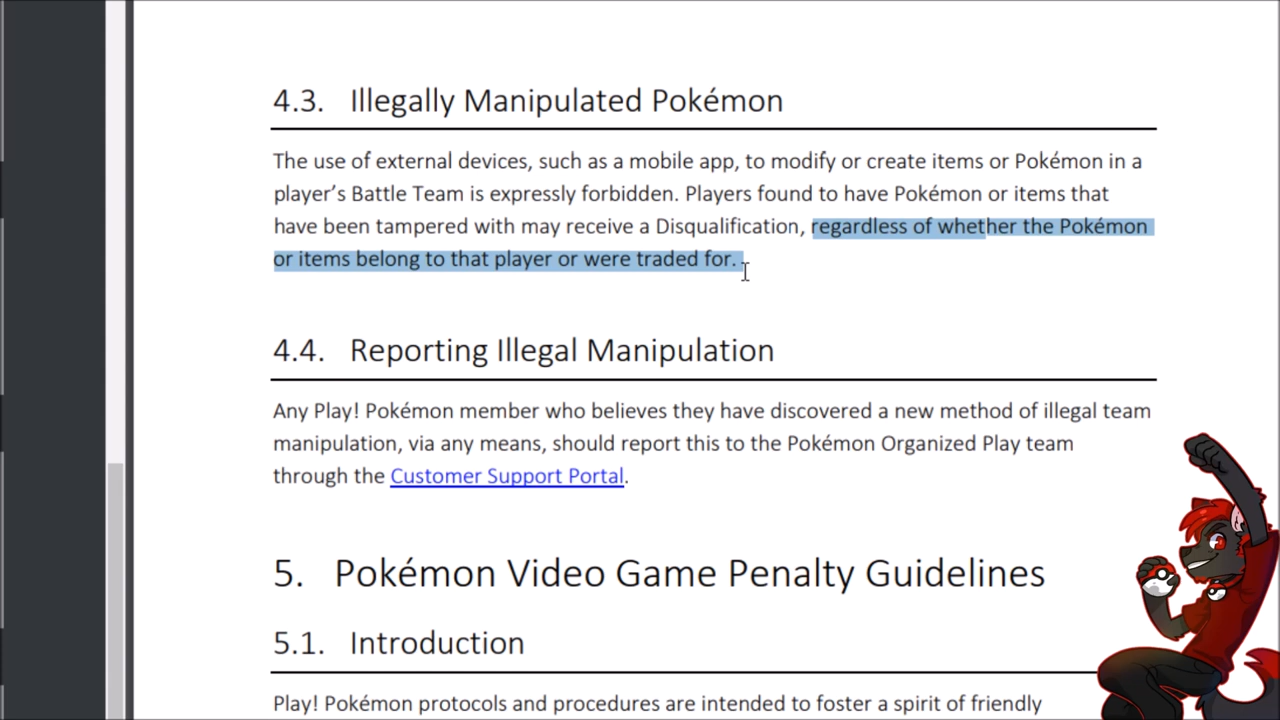 4.3. Illegally Manipulated Pokémon
The use of external devices, such as a mobile app, to modify or create items or Pokémon in a
player’s Battle Team is expressly forbidden. Players found to have Pokémon or items that
have been tampered with may receive a Disqualification, regardless of whether the Pokémon
or items belong to that player or were traded for.
4.4. Reporting Illegal Manipulation
Any Play! Pokémon member who believes they have discovered a new method of illegal team
manipulation, via any means, should report this to the Pokémon Organized Play team
through the Customer Support Portal.
5. Pokémon Video Game Penalty Guidelines
5.1. Introduction
Play! Pokémon protocols and procedures are intended to foster a spirit of friendly